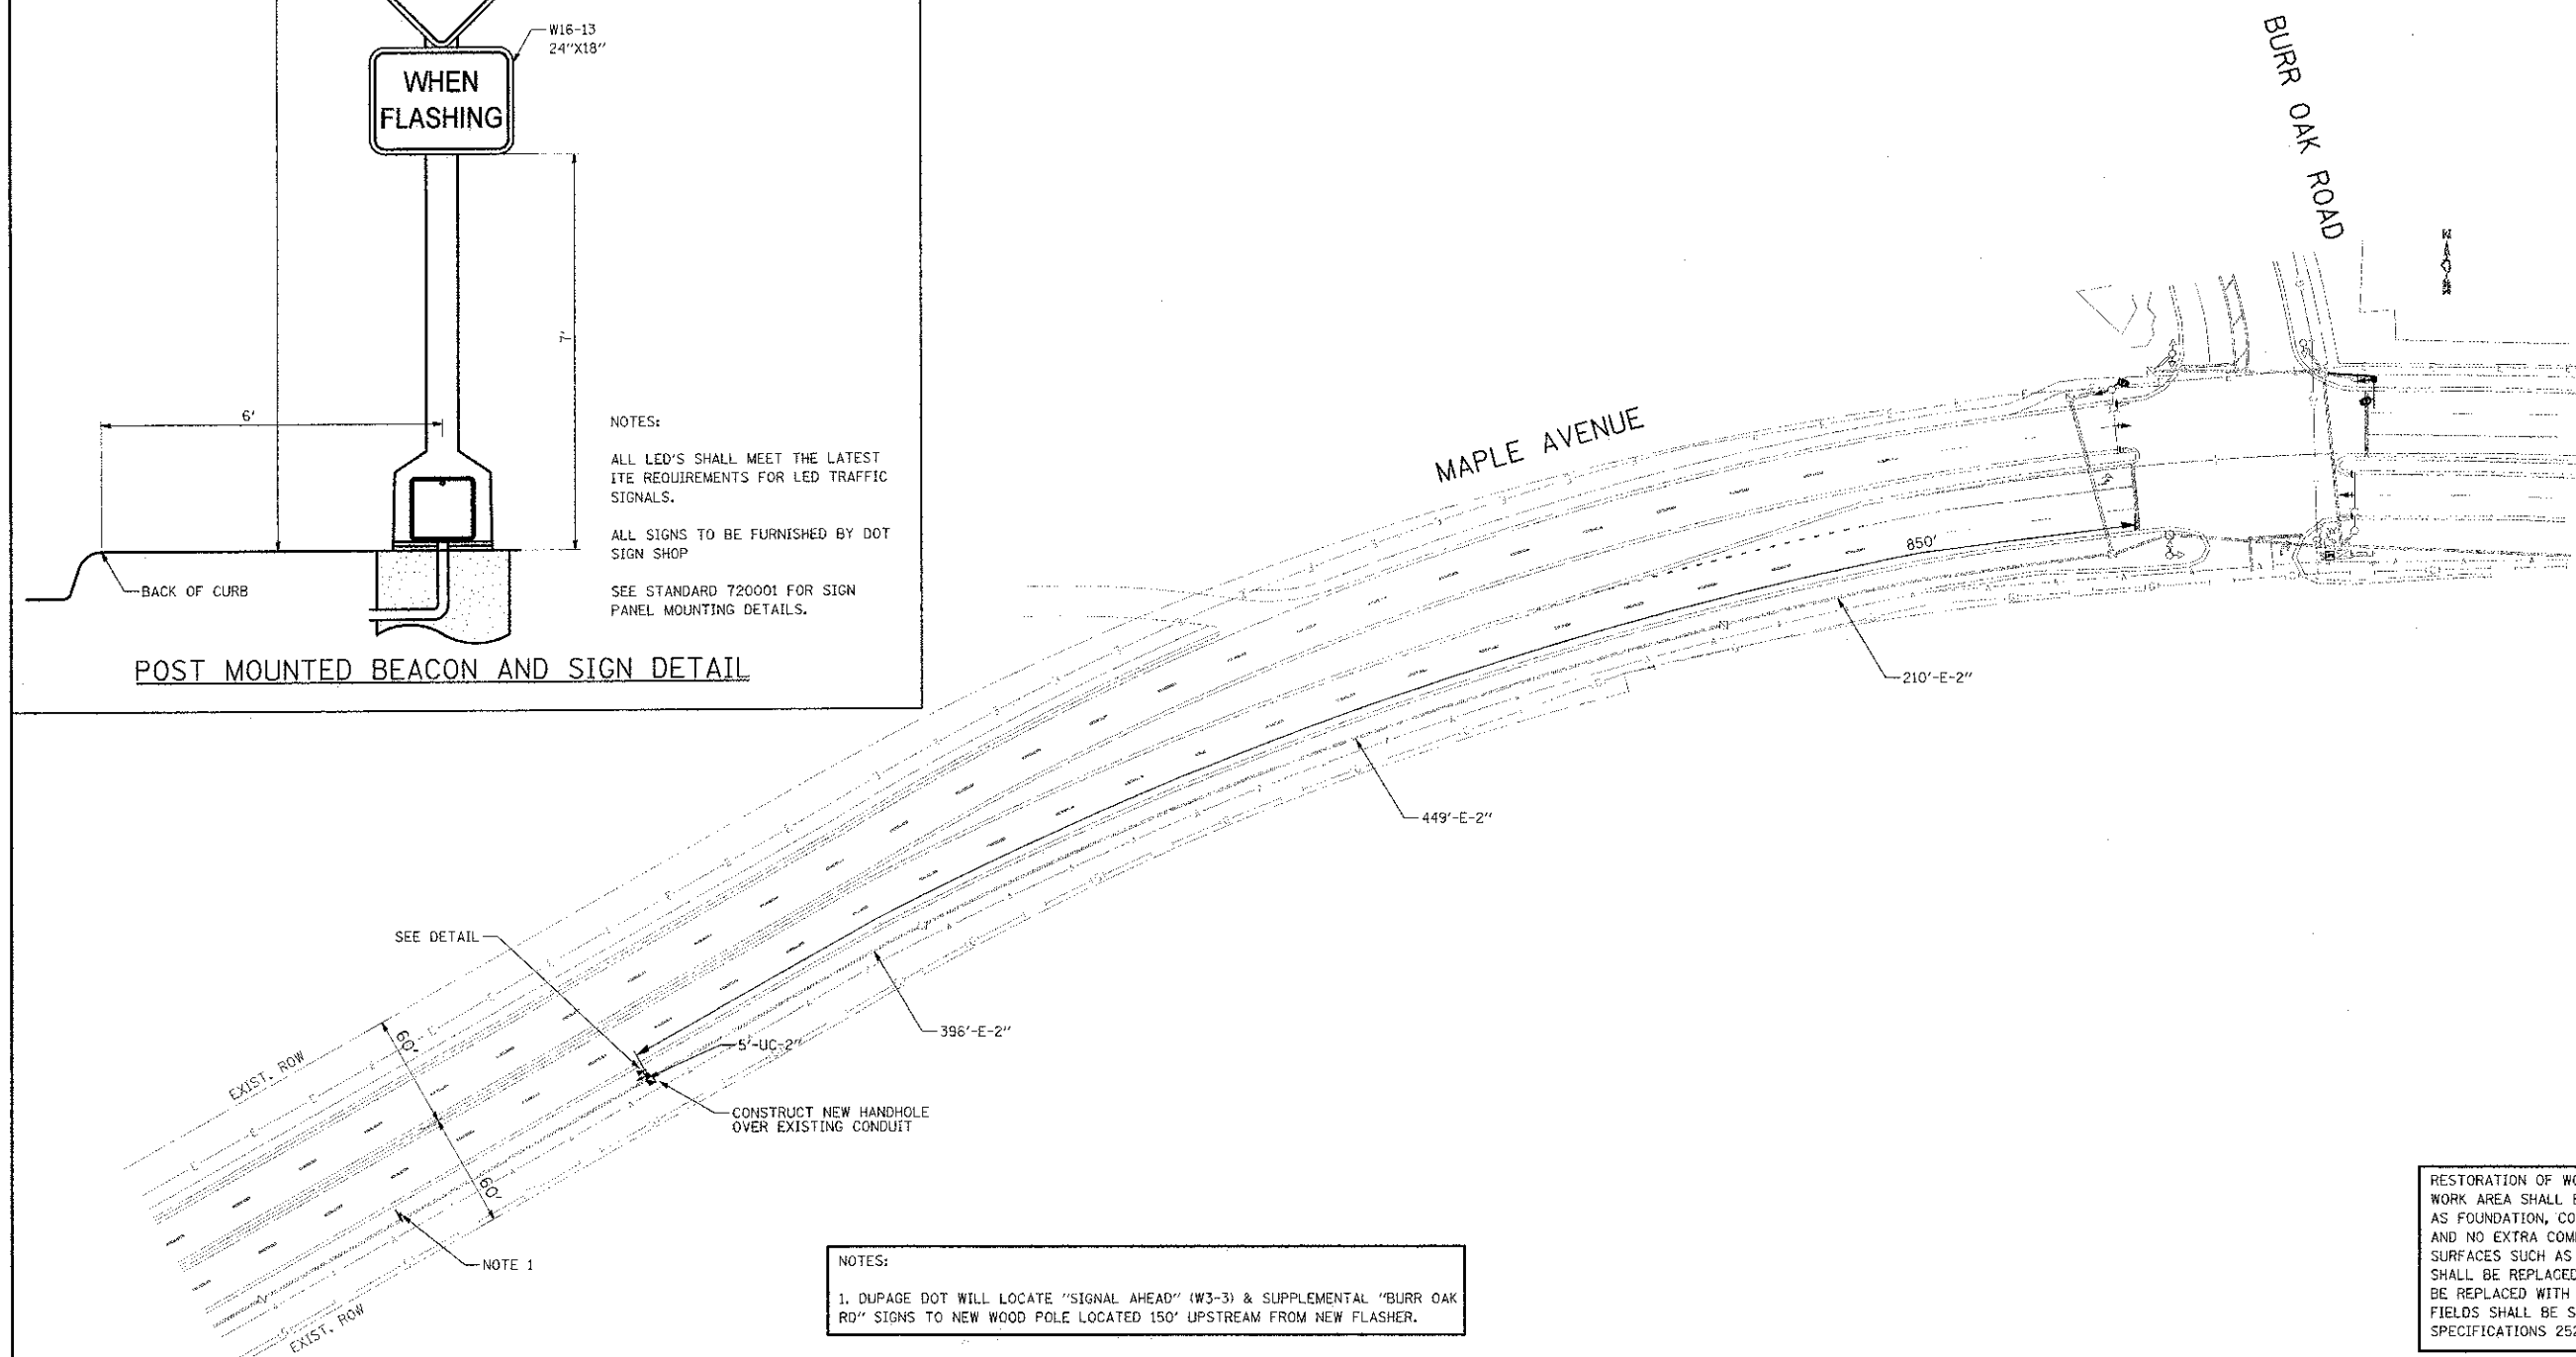 W16-13
24"X18"
WHEN
FLASHING
7'
6'
NOTES:
ALL LED'S SHALL MEET THE LATEST
ITE REQUIREMENTS FOR LED TRAFFIC
SIGNALS.
ALL SIGNS TO BE FURNISHED BY DOT
SIGN SHOP
SEE STANDARD 720001 FOR SIGN
PANEL MOUNTING DETAILS.
BACK OF CURB
POST MOUNTED BEACON AND SIGN DETAIL
BURR OAK ROAD
N
MAPLE AVENUE
850'
210'-E-2"
449'-E-2"
SEE DETAIL
396'-E-2"
5'-UC-2"
CONSTRUCT NEW HANDHOLE
OVER EXISTING CONDUIT
60'
EXIST. ROW
60'
NOTE 1
EXIST. ROW
NOTES:
1. DUPAGE DOT WILL LOCATE "SIGNAL AHEAD" (W3-3) & SUPPLEMENTAL "BURR OAK
RD" SIGNS TO NEW WOOD POLE LOCATED 150' UPSTREAM FROM NEW FLASHER.
RESTORATION OF
WORK AREA SHALL
AS FOUNDATION,
AND NO EXTRA
SURFACES SUCH AS
SHALL BE REPLACED
BE REPLACED WITH
FIELDS SHALL BE
SPECIFICATIONS